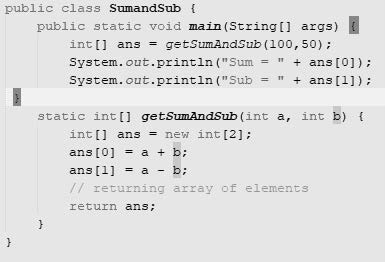 public class SumandSub {
public static void main(String[] args) {
int[] ans = getSumAndSub(100,50);
System.out.println("Sum = " + ans[0]);
System.out.println("Sub = " + ans[1]);
}
static int[] getSumAndSub(int a, int b) {
int[] ans = new int[2];
ans[0] = a + b;
ans[1] = a - b;
// returning array of elements
return ans;
}
}